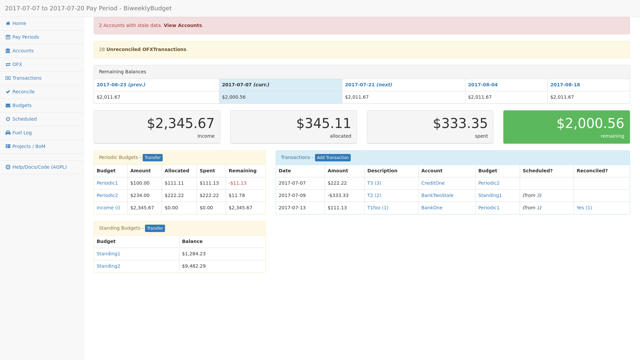 2017-07-07 to 2017-07-20 Pay Period - BiweeklyBudget
Home
Pay Periods
Accounts
OFX
Transactions
Reconcile
Budgets
Scheduled
Fuel Log
Projects / BoM
Help/Docs/Code (AGPL)
2 Accounts with stale data. View Accounts.
28 Unreconciled OFXTransactions.
Remaining Balances
2017-06-23 (prev.) 2017-07-07 (curr.) 2017-07-21 (next) 2017-08-04 2017-08-18
$2,011.67 $2,000.56 $2,011.67 $2,011.67 $2,011.67
$2,345.67 $345.11 $333.35 $2,000.56
income allocated spent remaining
Periodic Budgets - Transfer
Budget Amount Allocated Spent Remaining
Periodic1 $100.00 $111.11 $111.13 -$11.13
Periodic2 $234.00 $222.22 $222.22 $11.78
Income (i) $2,345.67 $0.00 $0.00 $2,345.67
Standing Budgets - Transfer
Budget Balance
Standing1 $1,284.23
Standing2 $9,482.29
Transactions - Add Transaction
Date Amount Description Account Budget Scheduled? Reconciled?
2017-07-07 $222.22 T3 (3) CreditOne Periodic2
2017-07-09 -$333.33 T2 (2) BankTwoStale Standing1 (from 3)
2017-07-13 $111.13 T1foo (1) BankOne Periodic1 (from 1) Yes (1)